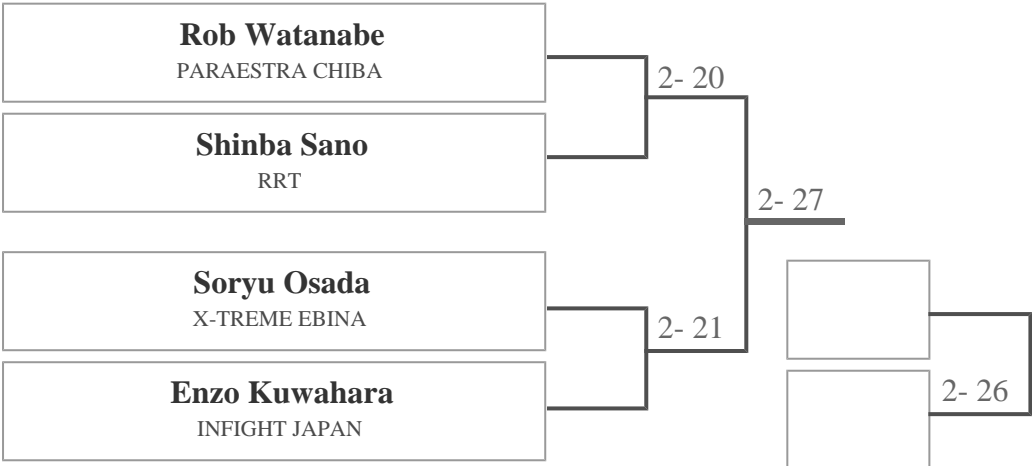 Rob Watanabe
PARAESTRA CHIBA
2- 20
Shinba Sano
RRT
2- 27
Soryu Osada
X-TREME EBINA
2- 21
Enzo Kuwahara
INFIGHT JAPAN
2- 26